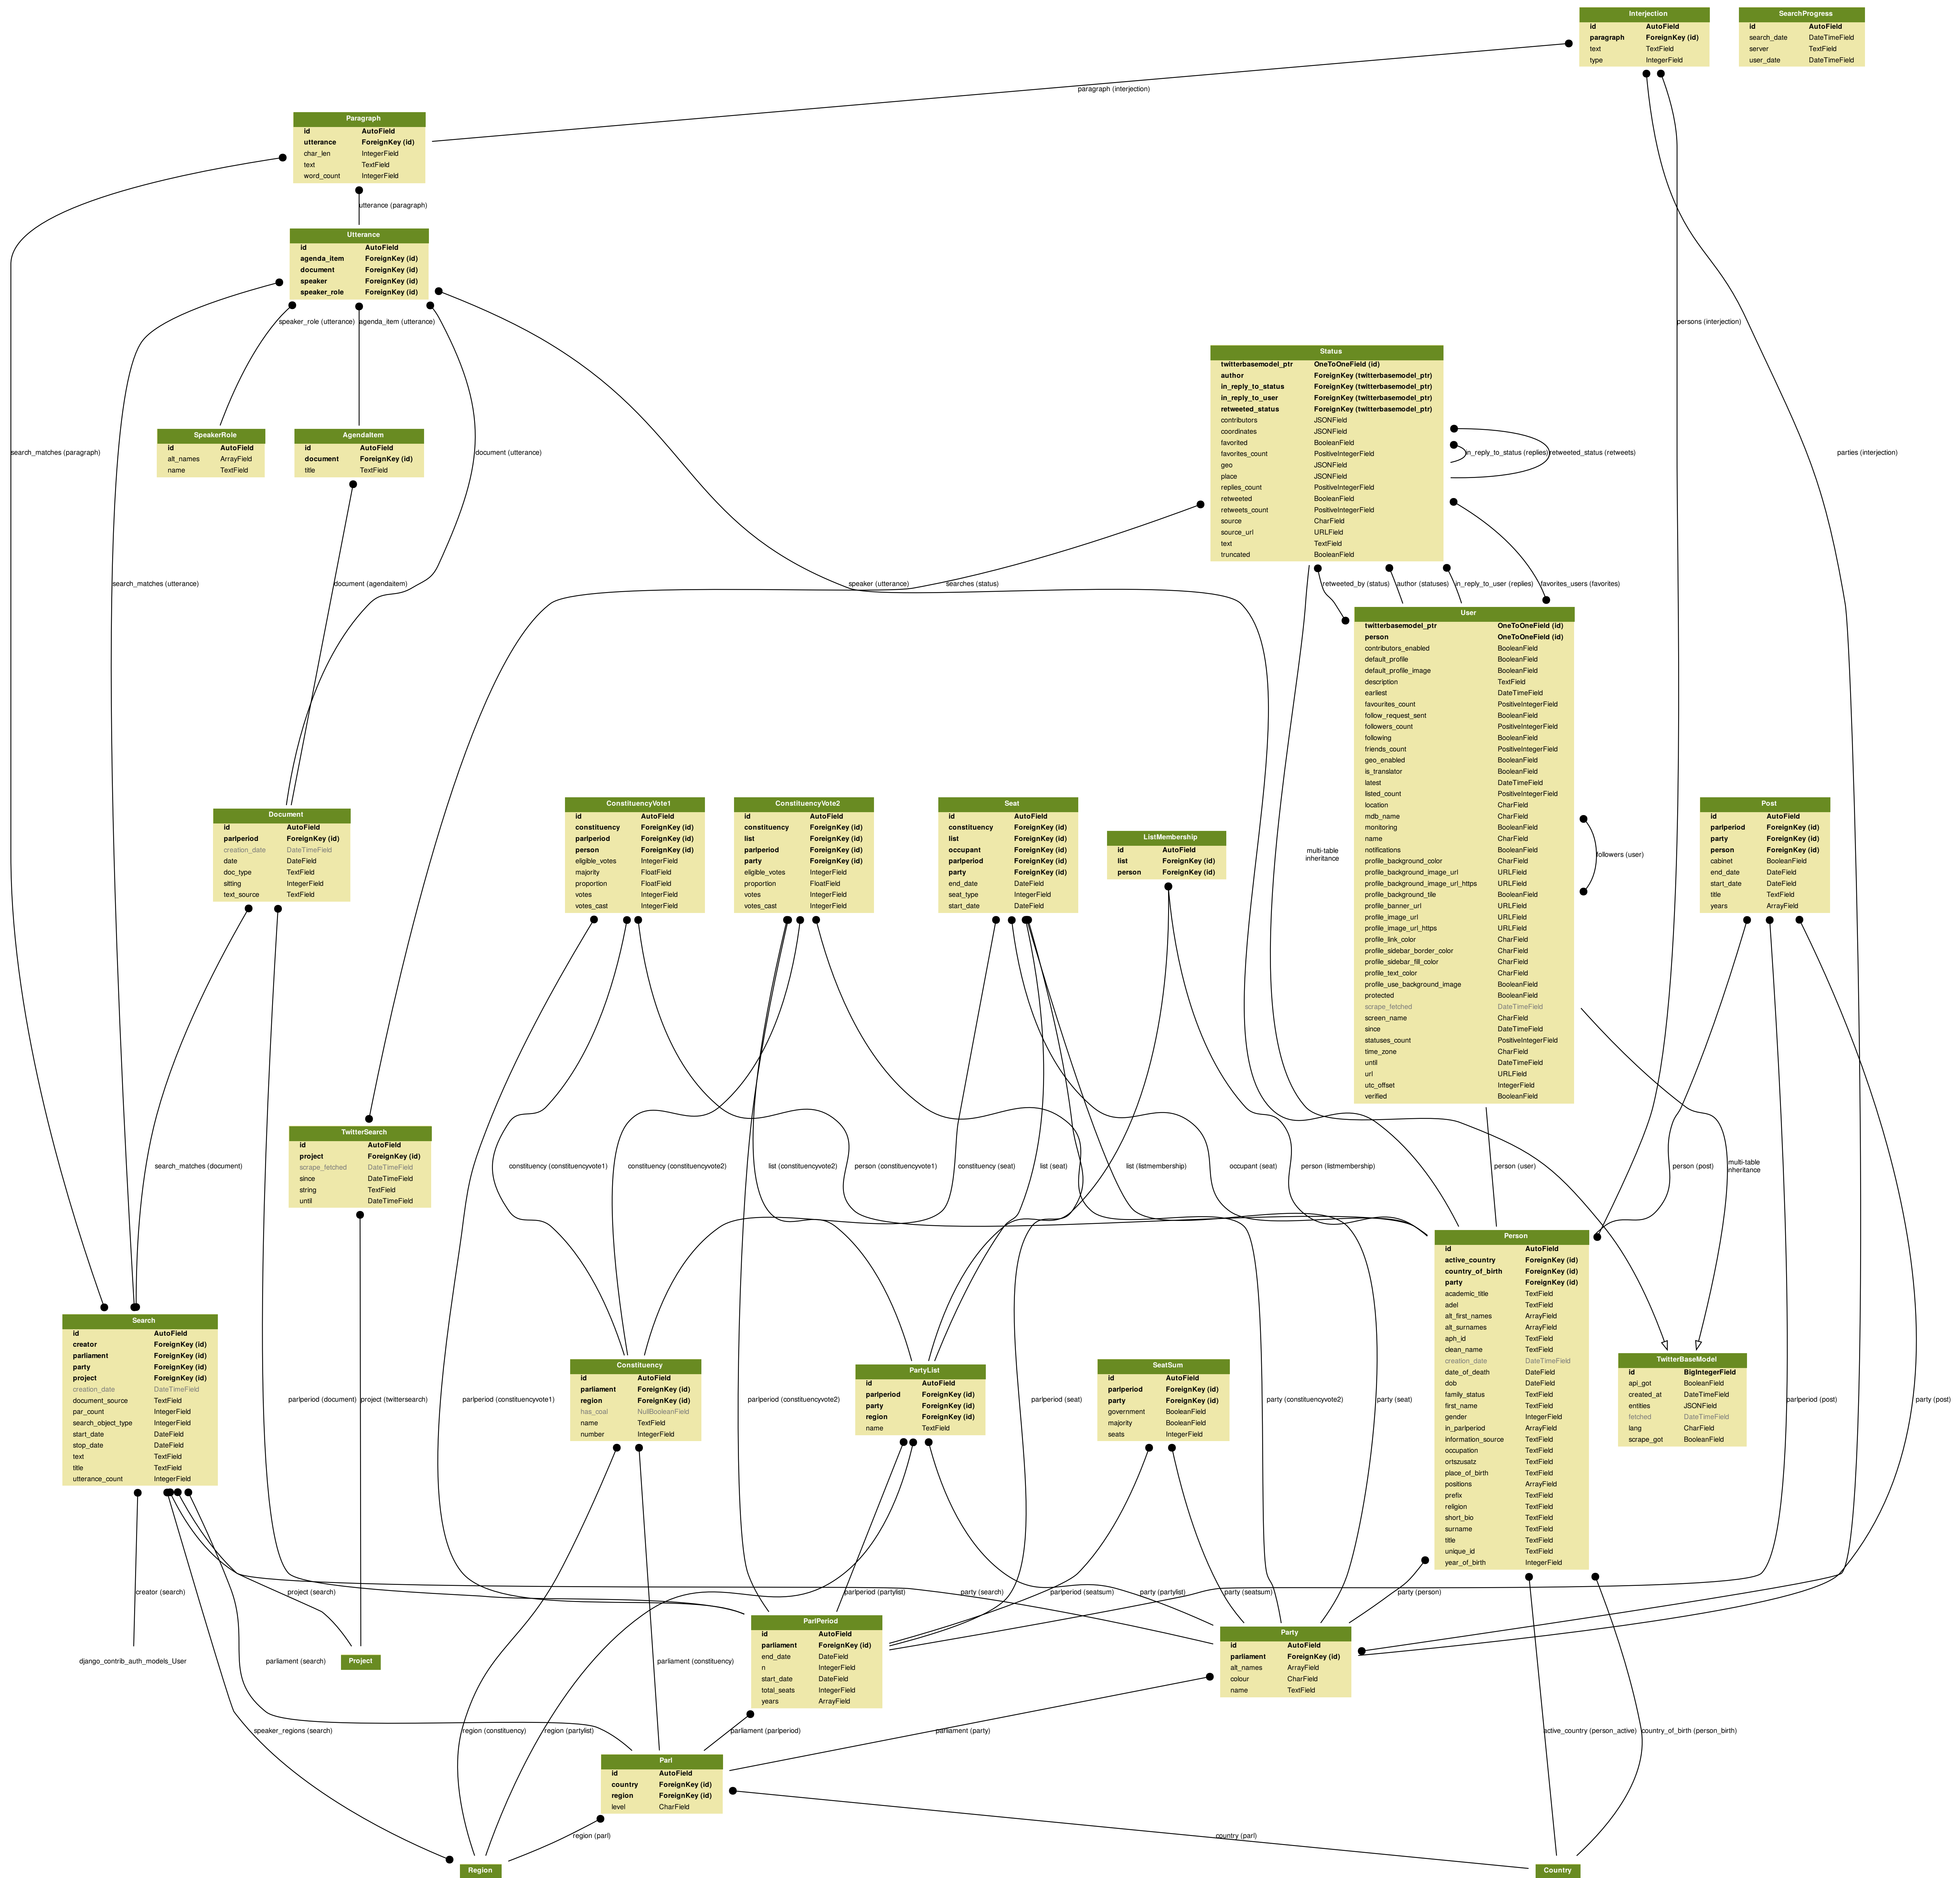 Interjection
id AutoField
paragraph ForeignKey (id)
text TextField
type IntegerField
SearchProgress
id AutoField
search_date DateTimeField
server TextField
user_date DateTimeField
paragraph (interjection)
Paragraph
id AutoField
utterance ForeignKey (id)
char_len IntegerField
text TextField
word_count IntegerField
utterance (paragraph)
Utterance
id AutoField
agenda_item ForeignKey (id)
document ForeignKey (id)
speaker ForeignKey (id)
speaker_role ForeignKey (id)
speaker_role (utterance)
agenda_item (utterance)
persons (interjection)
Status
twitterbasemodel_ptr OneToOneField (id)
author ForeignKey (twitterbasemodel_ptr)
in_reply_to_status ForeignKey (twitterbasemodel_ptr)
in_reply_to_user ForeignKey (twitterbasemodel_ptr)
retweeted_status ForeignKey (twitterbasemodel_ptr)
contributors JSONField
coordinates JSONField
favorited BooleanField
favorites_count PositiveIntegerField
geo JSONField
place JSONField
replies_count PositiveIntegerField
retweeted BooleanField
retweets_count PositiveIntegerField
source CharField
source_url URLField
text TextField
truncated BooleanField
SpeakerRole
id AutoField
alt_names ArrayField
name TextField
AgendaItem
id AutoField
document ForeignKey (id)
title TextField
search_matches (paragraph)
document (utterance)
in_reply_to_status (replies)
retweeted_status (retweets)
parties (interjection)
search_matches (utterance)
document (agendaitem)
speaker (utterance)
searches (status)
retweeted_by (status)
author (statuses)
in_reply_to_user (replies)
favorites_users (favorites)
User
twitterbasemodel_ptr OneToOneField (id)
person OneToOneField (id)
contributors_enabled BooleanField
default_profile BooleanField
default_profile_image BooleanField
description TextField
earliest DateTimeField
favourites_count PositiveIntegerField
follow_request_sent BooleanField
followers_count PositiveIntegerField
following BooleanField
friends_count PositiveIntegerField
geo_enabled BooleanField
is_translator BooleanField
latest DateTimeField
listed_count PositiveIntegerField
location CharField
mdb_name CharField
monitoring BooleanField
name CharField
notifications BooleanField
profile_background_color CharField
profile_background_image_url URLField
profile_background_image_url_https URLField
profile_background_tile BooleanField
profile_banner_url URLField
profile_image_url URLField
profile_image_url_https URLField
profile_link_color CharField
profile_sidebar_border_color CharField
profile_sidebar_fill_color CharField
profile_text_color CharField
profile_use_background_image BooleanField
protected BooleanField
scrape_fetched DateTimeField
screen_name CharField
since DateTimeField
statuses_count PositiveIntegerField
time_zone CharField
until DateTimeField
url URLField
utc_offset IntegerField
verified BooleanField
Document
id AutoField
parlperiod ForeignKey (id)
creation_date DateTimeField
date DateField
doc_type TextField
sitting IntegerField
text_source TextField
ConstituencyVote1
id AutoField
constituency ForeignKey (id)
parlperiod ForeignKey (id)
person ForeignKey (id)
eligible_votes IntegerField
majority FloatField
proportion FloatField
votes IntegerField
votes_cast IntegerField
ConstituencyVote2
id AutoField
constituency ForeignKey (id)
list ForeignKey (id)
parlperiod ForeignKey (id)
party ForeignKey (id)
eligible_votes IntegerField
proportion FloatField
votes IntegerField
votes_cast IntegerField
Seat
id AutoField
constituency ForeignKey (id)
list ForeignKey (id)
occupant ForeignKey (id)
parlperiod ForeignKey (id)
party ForeignKey (id)
end_date DateField
seat_type IntegerField
start_date DateField
ListMembership
id AutoField
list ForeignKey (id)
person ForeignKey (id)
multi-table
inheritance
followers (user)
Post
id AutoField
parlperiod ForeignKey (id)
party ForeignKey (id)
person ForeignKey (id)
cabinet BooleanField
end_date DateField
start_date DateField
title TextField
years ArrayField
TwitterSearch
id AutoField
project ForeignKey (id)
scrape_fetched DateTimeField
since DateTimeField
string TextField
until DateTimeField
search_matches (document)
constituency (constituencyvote1)
constituency (constituencyvote2)
list (constituencyvote2)
person (constituencyvote1)
constituency (seat)
list (seat)
list (listmembership)
occupant (seat)
person (listmembership)
person (user)
person (post)
multi-table
inheritance
Person
id AutoField
active_country ForeignKey (id)
country_of_birth ForeignKey (id)
party ForeignKey (id)
academic_title TextField
adel TextField
alt_first_names ArrayField
alt_surnames ArrayField
aph_id TextField
clean_name TextField
creation_date DateTimeField
date_of_death DateField
dob DateField
family_status TextField
first_name TextField
gender IntegerField
in_parlperiod ArrayField
information_source TextField
occupation TextField
ortszusatz TextField
place_of_birth TextField
positions ArrayField
prefix TextField
religion TextField
short_bio TextField
surname TextField
title TextField
unique_id TextField
year_of_birth IntegerField
Search
id AutoField
creator ForeignKey (id)
parliament ForeignKey (id)
party ForeignKey (id)
project ForeignKey (id)
creation_date DateTimeField
document_source TextField
par_count IntegerField
search_object_type IntegerField
start_date DateField
stop_date DateField
text TextField
title TextField
utterance_count IntegerField
Constituency
id AutoField
parliament ForeignKey (id)
region ForeignKey (id)
has_coal NullBooleanField
name TextField
number IntegerField
PartyList
id AutoField
parlperiod ForeignKey (id)
party ForeignKey (id)
region ForeignKey (id)
name TextField
SeatSum
id AutoField
parlperiod ForeignKey (id)
party ForeignKey (id)
government BooleanField
majority BooleanField
seats IntegerField
TwitterBaseModel
id BigIntegerField
api_got BooleanField
created_at DateTimeField
entities JSONField
fetched DateTimeField
lang CharField
scrape_got BooleanField
parlperiod (document)
project (twittersearch)
parlperiod (constituencyvote1)
parlperiod (constituencyvote2)
parlperiod (seat)
party (constituencyvote2)
party (seat)
parlperiod (post)
party (post)
creator (search)
project (search)
parlperiod (partylist)
party (search)
parlperiod (seatsum)
party (partylist)
party (seatsum)
party (person)
ParlPeriod
id AutoField
parliament ForeignKey (id)
end_date DateField
n IntegerField
start_date DateField
total_seats IntegerField
years ArrayField
Party
id AutoField
parliament ForeignKey (id)
alt_names ArrayField
colour CharField
name TextField
django_contrib_auth_models_User
parliament (search)
Project
parliament (constituency)
speaker_regions (search)
region (constituency)
region (partylist)
parliament (parlperiod)
parliament (party)
active_country (person_active)
country_of_birth (person_birth)
Parl
id AutoField
country ForeignKey (id)
region ForeignKey (id)
level CharField
region (parl)
country (parl)
Region
Country